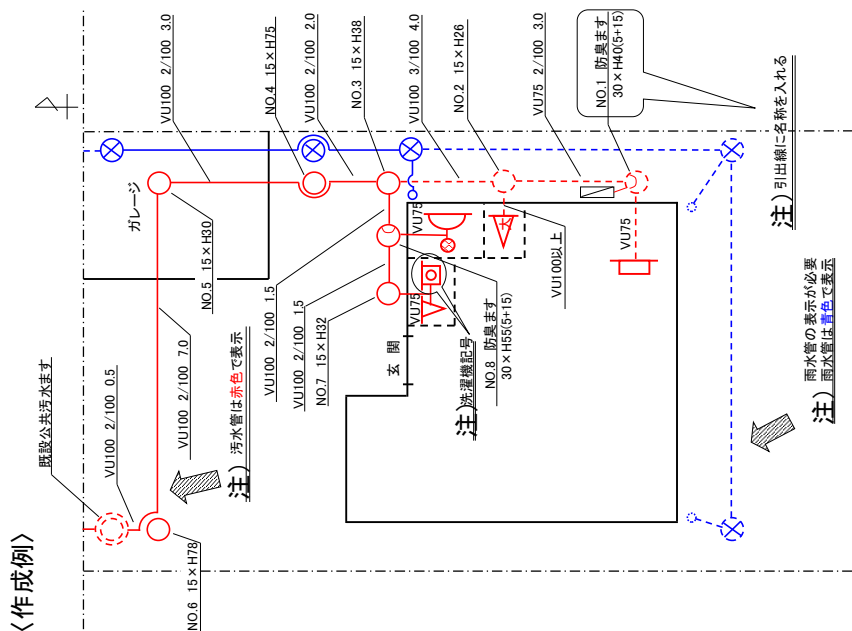 〈作成例〉
既設公共汚水ます
VU100 2/100 0.5
NO.6 15×H78
VU100 2/100 7.0
注）汚水管は赤色で表示
NO.5 15×H30
ガレージ
VU100 2/100 3.0
NO.4 15×H75
VU100 2/100 2.0
NO.3 15×H38
VU100 3/100 4.0
NO.2 15×H26
VU75 2/100 3.0
NO.1 防臭ます
30×H40(5+15)
注）引出線に名称を入れる
VU100 2/100 1.5
VU100 2/100 1.5
NO.7 15×H32
玄関
VU75
VU75
大
注）洗濯機記号
NO.8 防臭ます
30×H55(5+15)
VU100以上
VU75
注）雨水管の表示が必要
雨水管は青色で表示